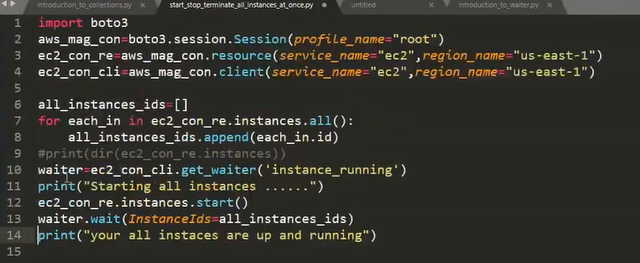 introduction_to_collections.py
start_stop_terminate_all_instances_at_once.py
untitled
introduction_to_waiter.py
1 import boto3
2 aws_mag_con=boto3.session.Session(profile_name="root")
3 ec2_con_re=aws_mag_con.resource(service_name="ec2",region_name="us-east-1")
4 ec2_con_cli=aws_mag_con.client(service_name="ec2",region_name="us-east-1")
5
6 all_instances_ids=[]
7 for each_in in ec2_con_re.instances.all():
8     all_instances_ids.append(each_in.id)
9 #print(dir(ec2_con_re.instances))
10 waiter=ec2_con_cli.get_waiter('instance_running')
11 print("Starting all instances ......")
12 ec2_con_re.instances.start()
13 waiter.wait(InstanceIds=all_instances_ids)
14 print("your all instaces are up and running")
15